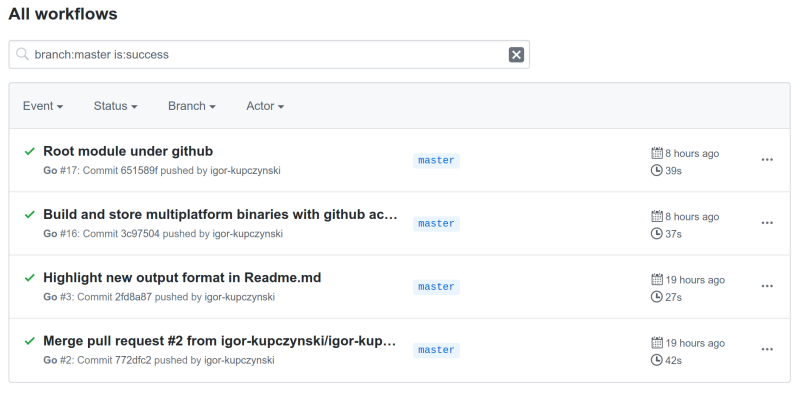 All workflows
branch:master is:success
Event Status Branch Actor
Root module under github
master
8 hours ago
Go #17: Commit 651589f pushed by igor-kupczynski
39s
Build and store multiplatform binaries with github ac…
master
8 hours ago
Go #16: Commit 3c97504 pushed by igor-kupczynski
37s
Highlight new output format in Readme.md
master
19 hours ago
Go #3: Commit 2fd8a87 pushed by igor-kupczynski
27s
Merge pull request #2 from igor-kupczynski/igor-kup…
master
19 hours ago
Go #2: Commit 772dfc2 pushed by igor-kupczynski
42s